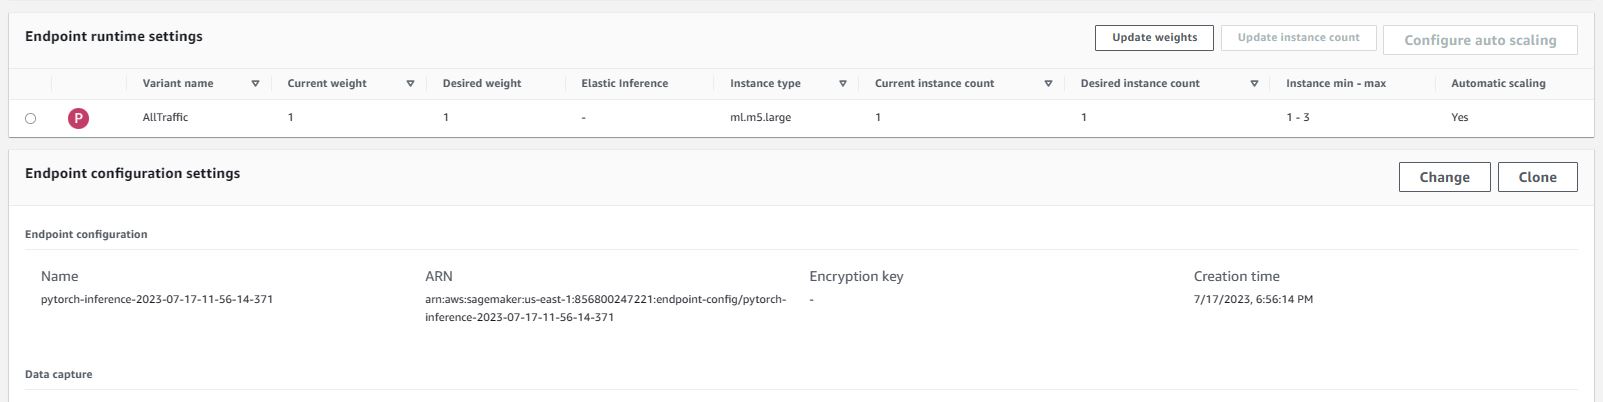 Endpoint runtime settings
Update weights Update instance count Configure auto scaling
Variant name Current weight Desired weight Elastic Inference Instance type Current instance count Desired instance count Instance min - max Automatic scaling
P AllTraffic 1 1 - ml.m5.large 1 1 1 - 3 Yes
Endpoint configuration settings
Change Clone
Endpoint configuration
Name ARN Encryption key Creation time
pytorch-inference-2023-07-17-11-56-14-371 arn:aws:sagemaker:us-east-1:856800247221:endpoint-config/pytorch- - 7/17/2023, 6:56:14 PM
inference-2023-07-17-11-56-14-371
Data capture